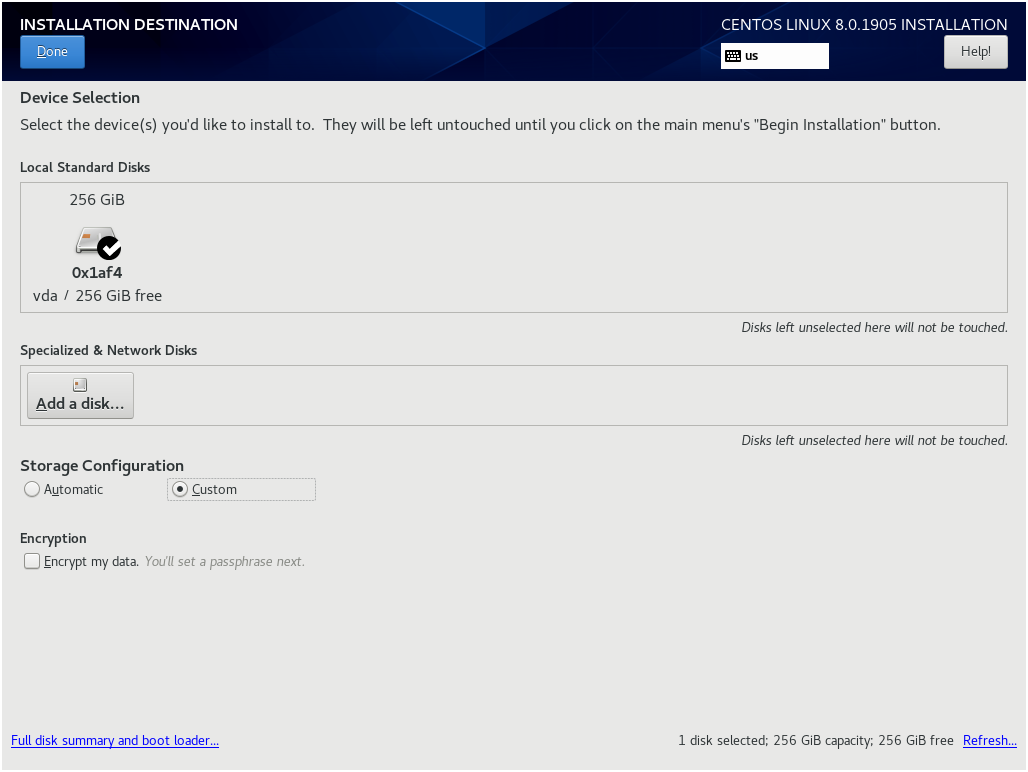 INSTALLATION DESTINATION
CENTOS LINUX 8.0.1905 INSTALLATION
Done
us
Help!
Device Selection
Select the device(s) you'd like to install to.  They will be left untouched until you click on the main menu's "Begin Installation" button.
Local Standard Disks
256 GiB
0x1af4
vda / 256 GiB free
Disks left unselected here will not be touched.
Specialized & Network Disks
Add a disk...
Disks left unselected here will not be touched.
Storage Configuration
Automatic
Custom
Encryption
Encrypt my data. You'll set a passphrase next.
Full disk summary and boot loader...
1 disk selected; 256 GiB capacity; 256 GiB free
Refresh...